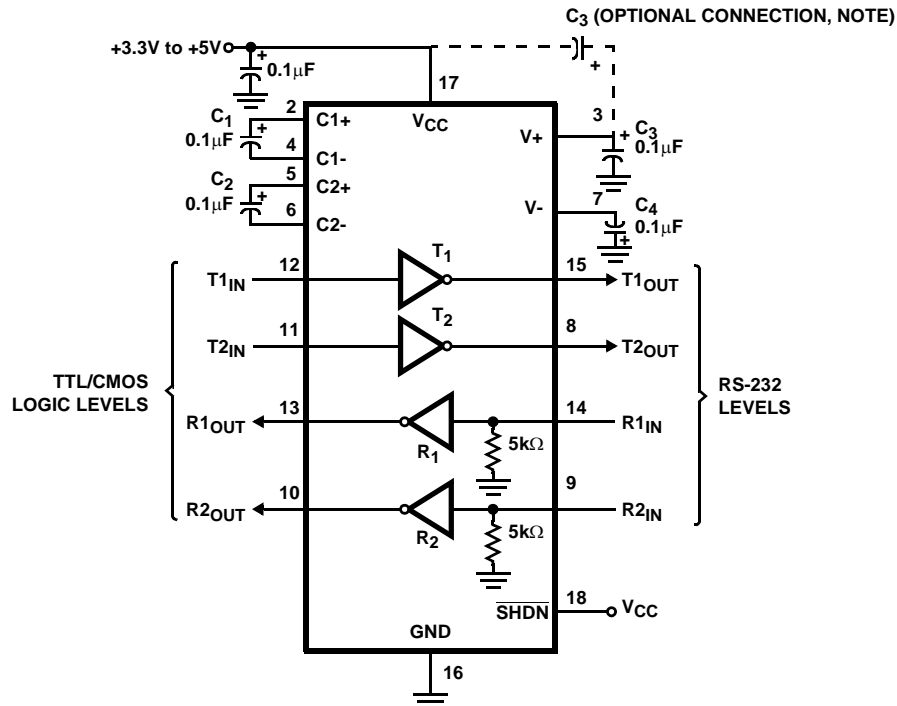 C3 (OPTIONAL CONNECTION, NOTE)
+3.3V to +5V
+
0.1μF
+
17
2
C1
0.1μF
+
C1+
VCC
3
V+
+
C3
0.1μF
4
C1-
5
C2
0.1μF
+
C2+
6
C2-
7
V-
C4
0.1μF
+
T1IN
12
T1
15
T1OUT
T2IN
11
T2
8
T2OUT
TTL/CMOS
LOGIC LEVELS
RS-232
LEVELS
R1OUT
13
R1
5kΩ
14
R1IN
R2OUT
10
R2
5kΩ
9
R2IN
SHDN
18
VCC
GND
16